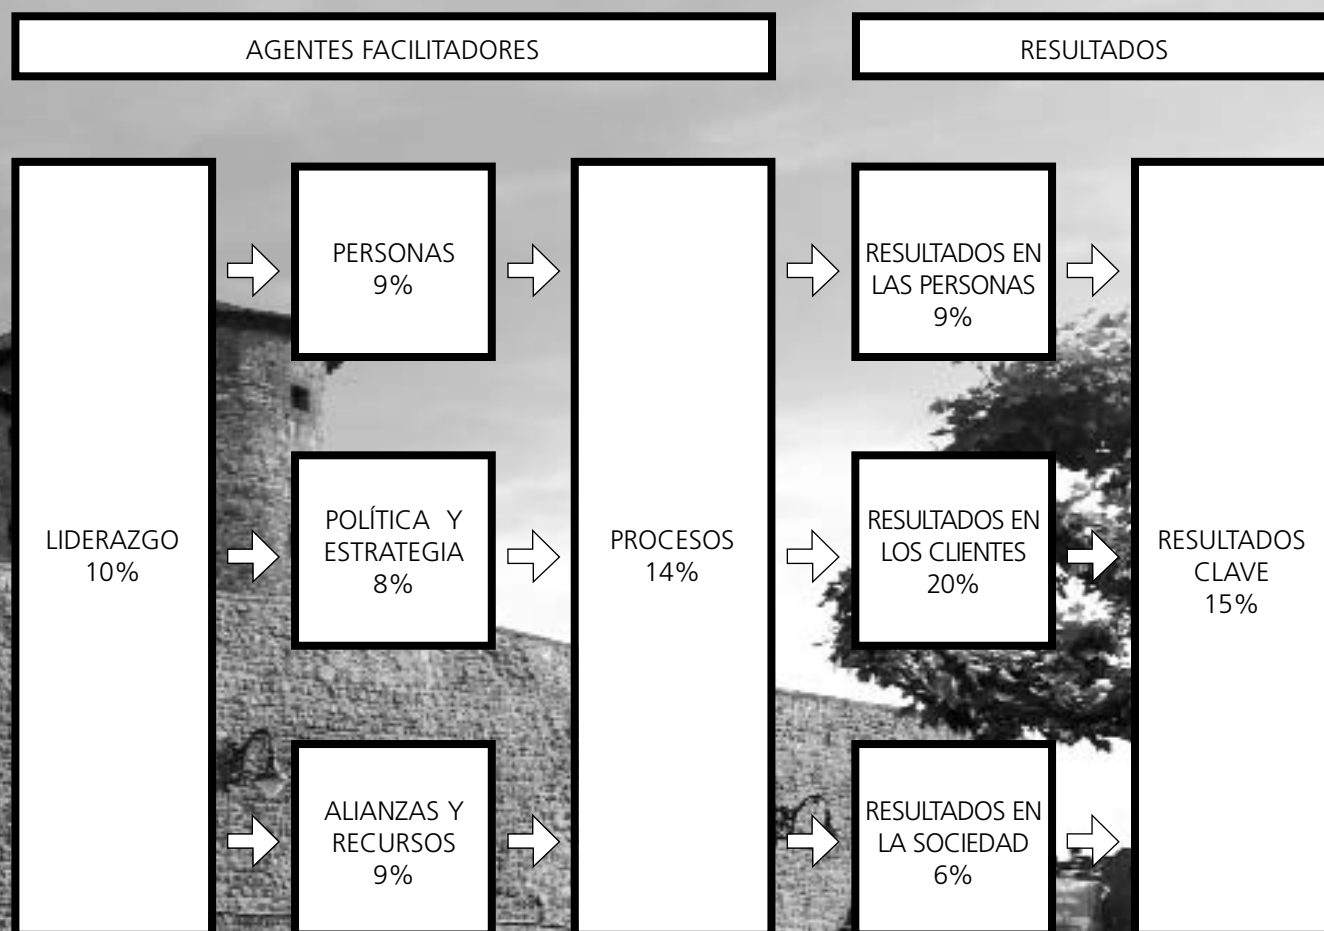 AGENTES FACILITADORES
RESULTADOS
LIDERAZGO
10%
PERSONAS
9%
POLÍTICA Y
ESTRATEGIA
8%
ALIANZAS Y
RECURSOS
9%
PROCESOS
14%
RESULTADOS EN
LAS PERSONAS
9%
RESULTADOS EN
LOS CLIENTES
20%
RESULTADOS EN
LA SOCIEDAD
6%
RESULTADOS
CLAVE
15%